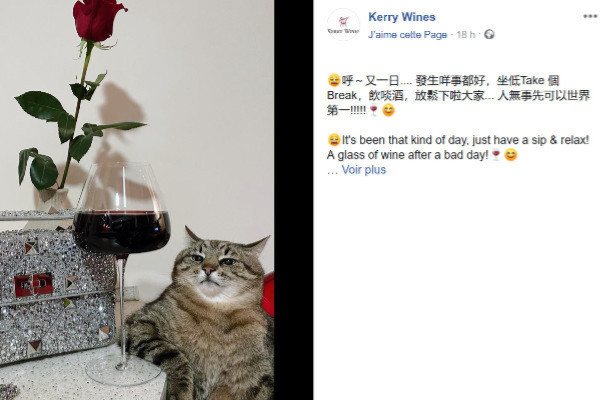 Kerry Wines
Kerry Wines
J'aime cette Page · 18 h ·
😅呼~又一日.... 發生咩事都好，坐低Take 個
Break，飲啖酒，放鬆下啦大家... 人無事先可以世界
第一!!!!!🍷😊
😩It's been that kind of day, just have a sip & relax!
A glass of wine after a bad day!🍷😊
... Voir plus